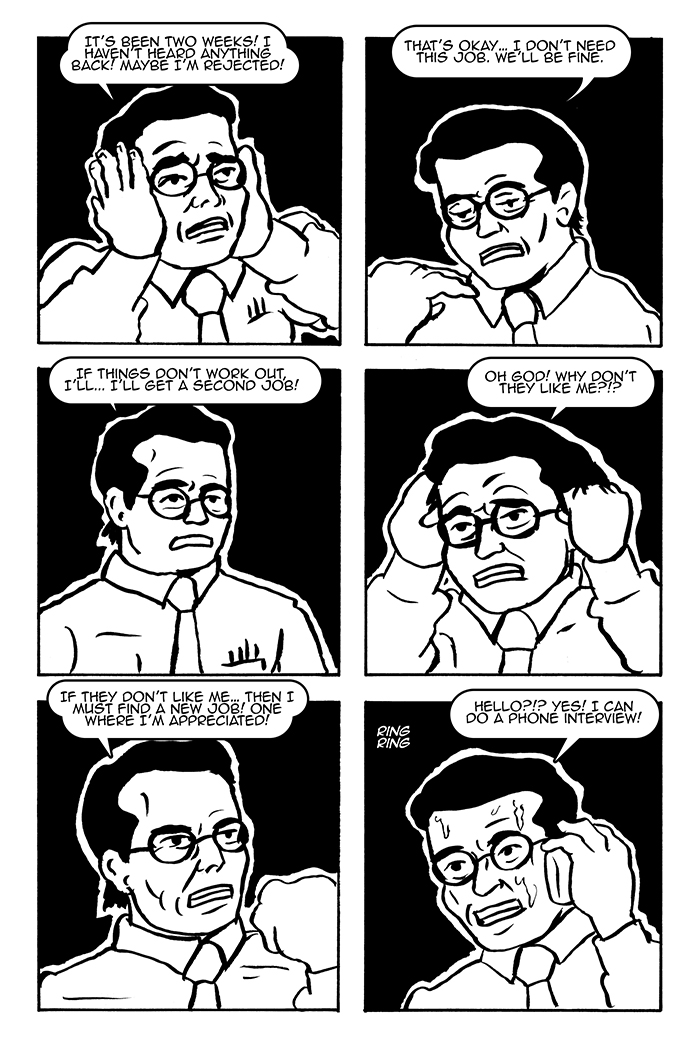 IT'S BEEN TWO WEEKS! I
HAVEN'T HEARD ANYTHING
BACK! MAYBE I'M REJECTED!
THAT'S OKAY... I DON'T NEED
THIS JOB. WE'LL BE FINE.
IF THINGS DON'T WORK OUT,
I'LL... I'LL GET A SECOND JOB!
OH GOD! WHY DON'T
THEY LIKE ME?!?
IF THEY DON'T LIKE ME... THEN I
MUST FIND A NEW JOB! ONE
WHERE I'M APPRECIATED!
RING
RING
HELLO?!? YES! I CAN
DO A PHONE INTERVIEW!